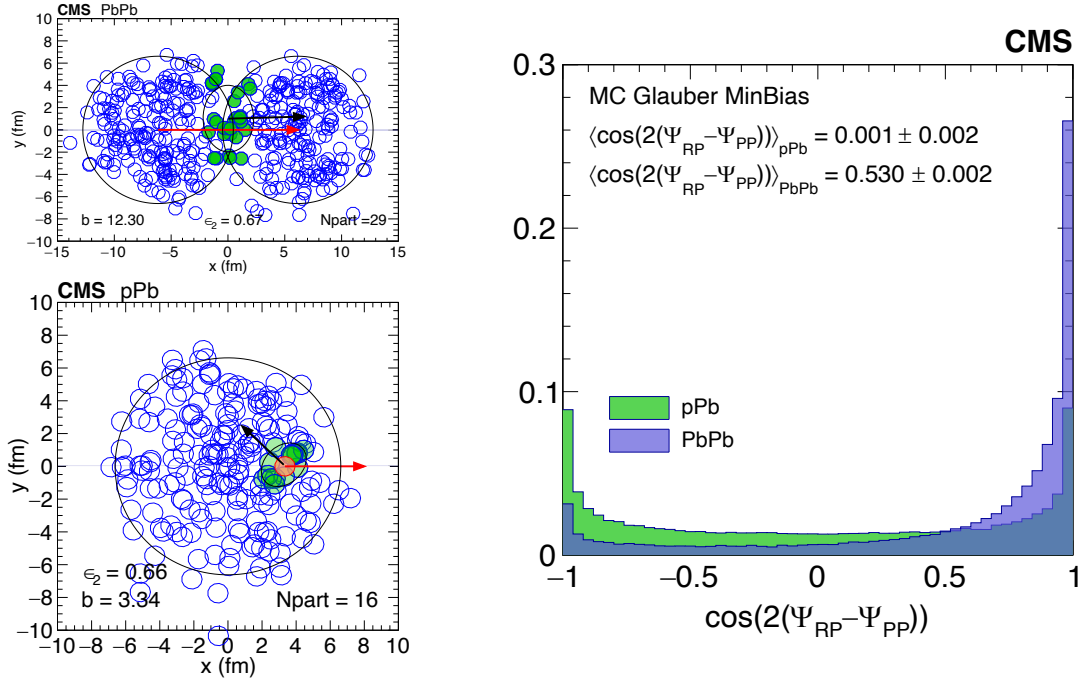 CMS PbPb
y (fm)
10
8
6
4
2
0
−2
−4
−6
−8
−10
b = 12.30
ϵ2 = 0.67
Npart =29
−15 −10 −5 0 5 10 15
x (fm)
CMS pPb
y (fm)
10
8
6
4
2
0
−2
−4
−6
−8
−10
ϵ2 = 0.66
b = 3.34
Npart = 16
−10 −8 −6 −4 −2 0 2 4 6 8 10
x (fm)
CMS
0.3
0.2
0.1
0
MC Glauber MinBias
⟨cos(2(ΨRP−ΨPP))⟩pPb = 0.001 ± 0.002
⟨cos(2(ΨRP−ΨPP))⟩PbPb = 0.530 ± 0.002
pPb
PbPb
−1 −0.5 0 0.5 1
cos(2(ΨRP−ΨPP))